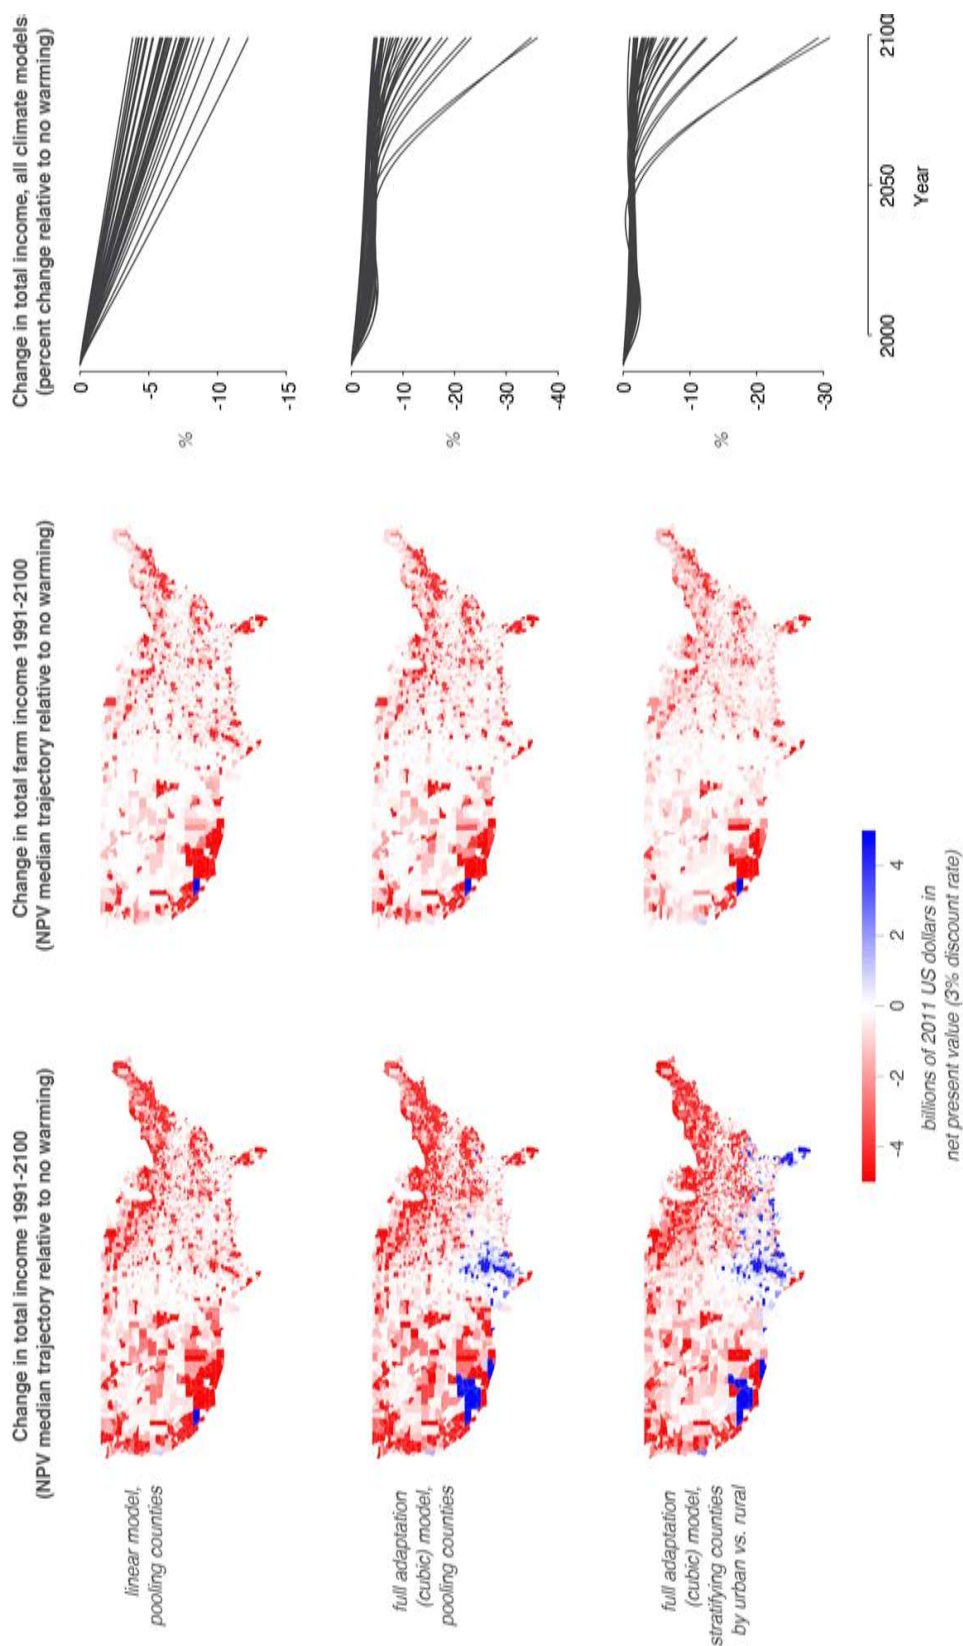 Change in total income 1991-2100
(NPV median trajectory relative to no warming)
Change in total farm income 1991-2100
(NPV median trajectory relative to no warming)
Change in total income, all climate models
(percent change relative to no warming)
linear model,
pooling counties
0
-5
-10
-15
%
full adaptation
(cubic) model,
pooling counties
0
-10
-20
-30
-40
%
full adaptation
(cubic) model,
stratifying counties
by urban vs. rural
0
-10
-20
-30
%
2000
2050
2100
Year
-4
-2
0
2
4
billions of 2011 US dollars in
net present value (3% discount rate)